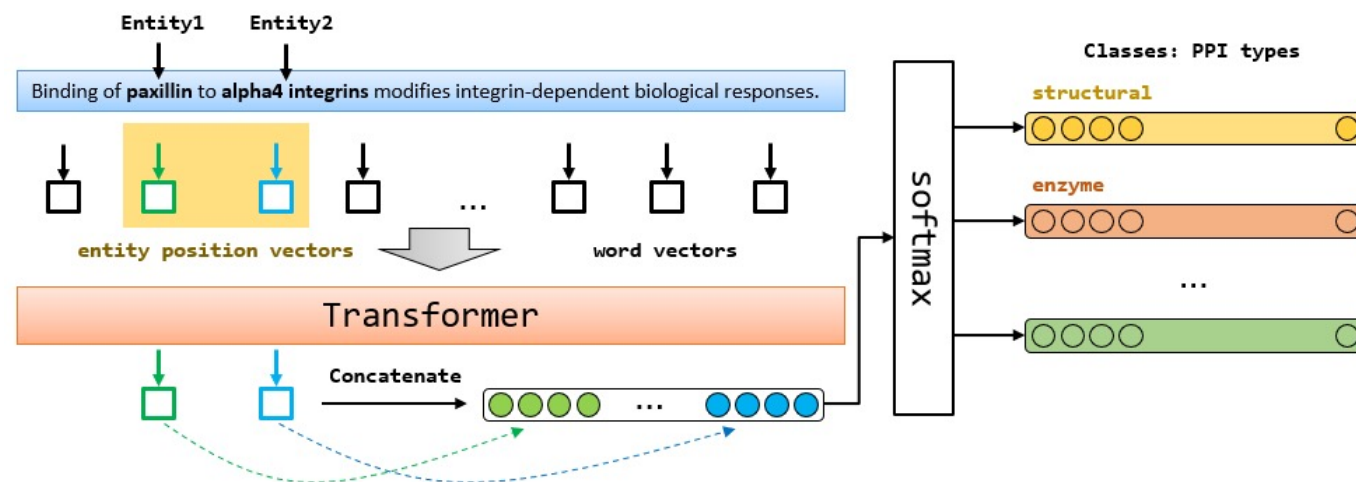 Entity1 Entity2
Classes: PPI types
Binding of paxillin to alpha4 integrins modifies integrin-dependent biological responses.
structural
enzyme
...
entity position vectors
word vectors
softmax
...
Transformer
Concatenate
...